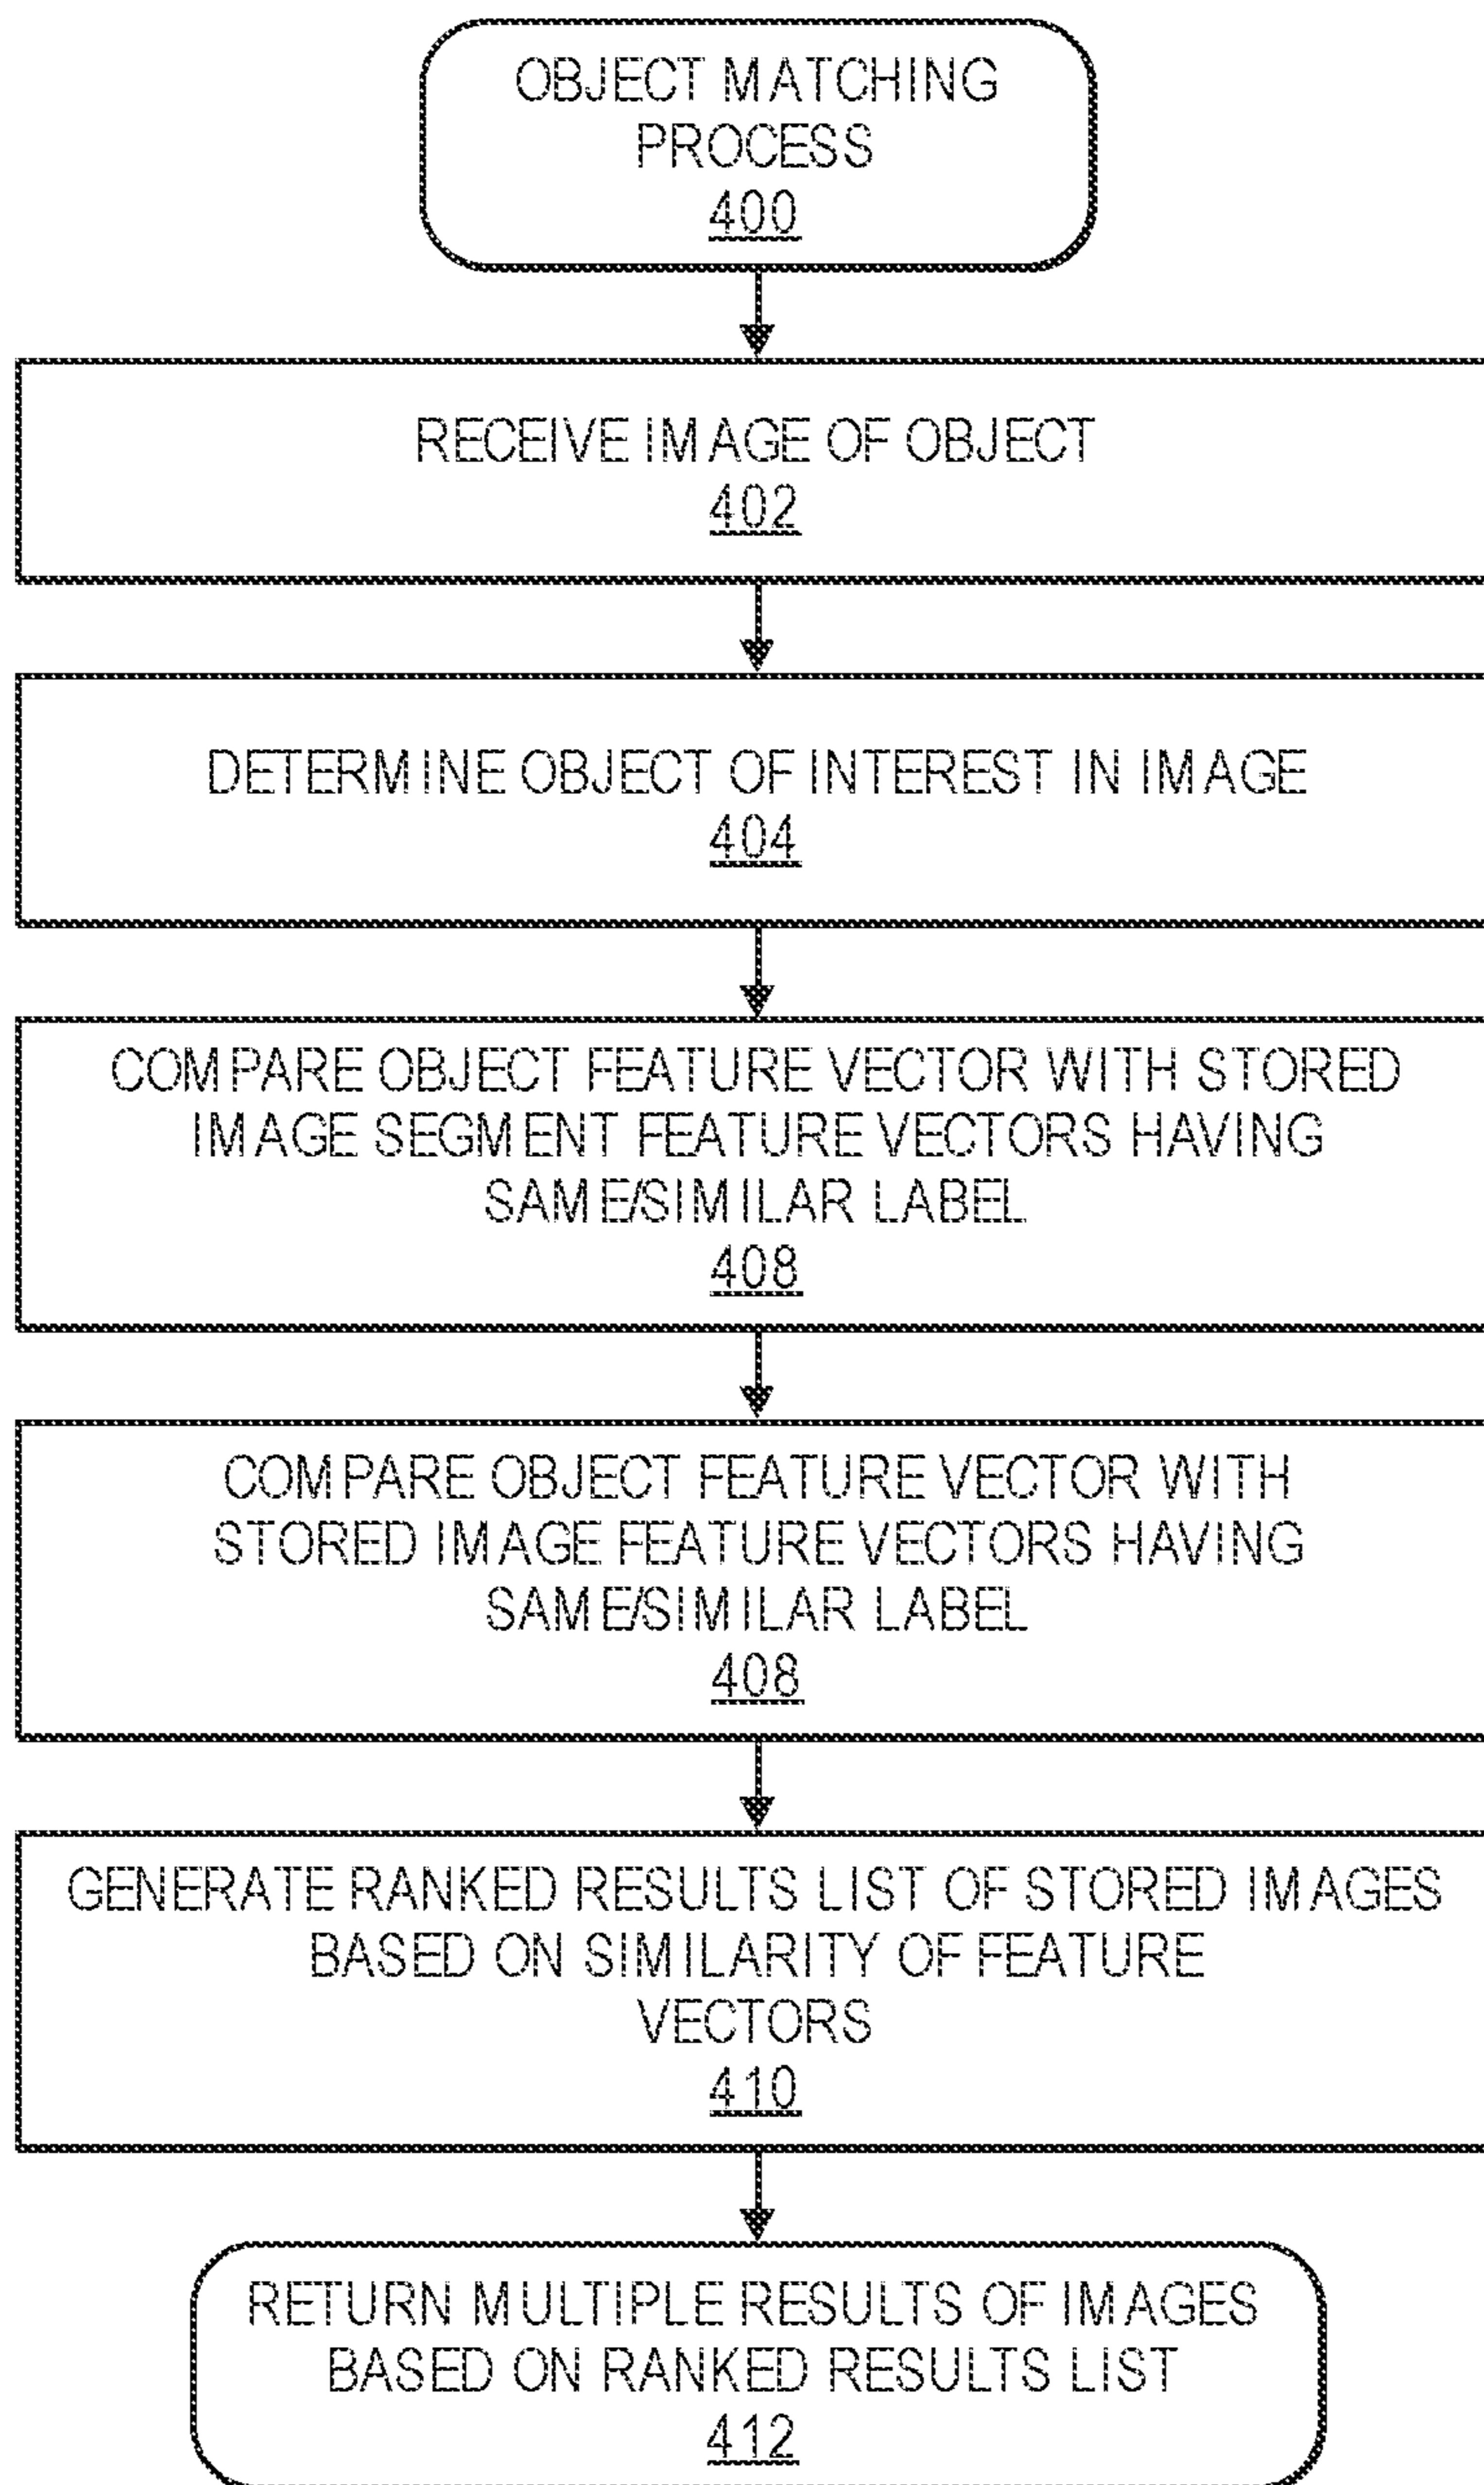 OBJECT MATCHING
PROCESS
400
RECEIVE IMAGE OF OBJECT
402
DETERMINE OBJECT OF INTEREST IN IMAGE
404
COMPARE OBJECT FEATURE VECTOR WITH STORED
IMAGE SEGMENT FEATURE VECTORS HAVING
SAME/SIMILAR LABEL
408
COMPARE OBJECT FEATURE VECTOR WITH
STORED IMAGE FEATURE VECTORS HAVING
SAME/SIMILAR LABEL
408
GENERATE RANKED RESULTS LIST OF STORED IMAGES
BASED ON SIMILARITY OF FEATURE
VECTORS
410
RETURN MULTIPLE RESULTS OF IMAGES
BASED ON RANKED RESULTS LIST
412